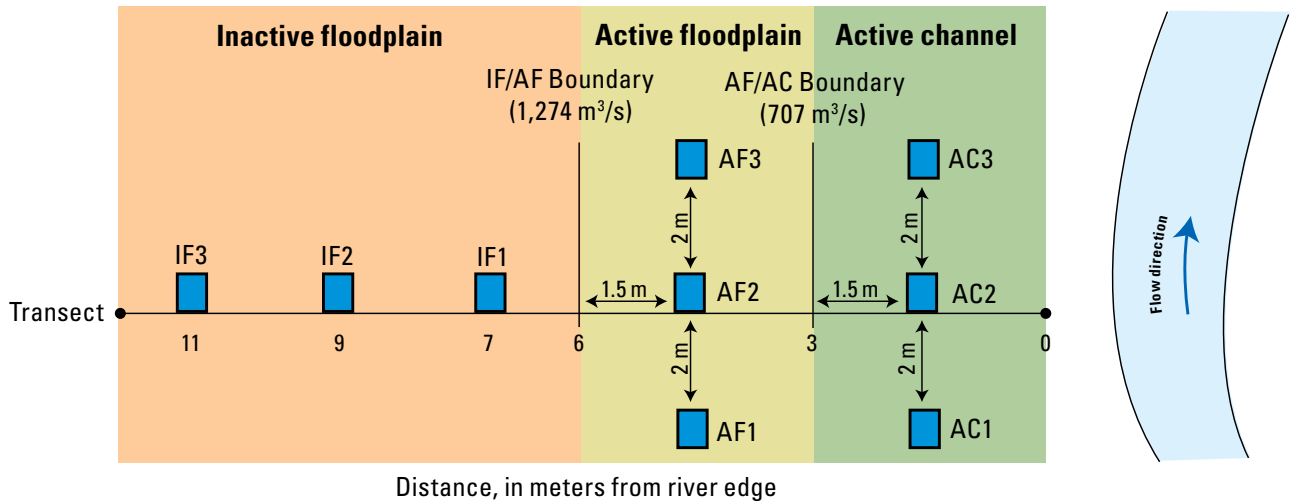 Inactive floodplain
Active floodplain
Active channel
IF/AF Boundary
(1,274 m³/s)
AF/AC Boundary
(707 m³/s)
AF3
AC3
2 m
2 m
IF3
IF2
IF1
1.5 m
AF2
1.5 m
AC2
Flow direction
Transect
11
9
7
6
3
0
2 m
2 m
AF1
AC1
Distance, in meters from river edge